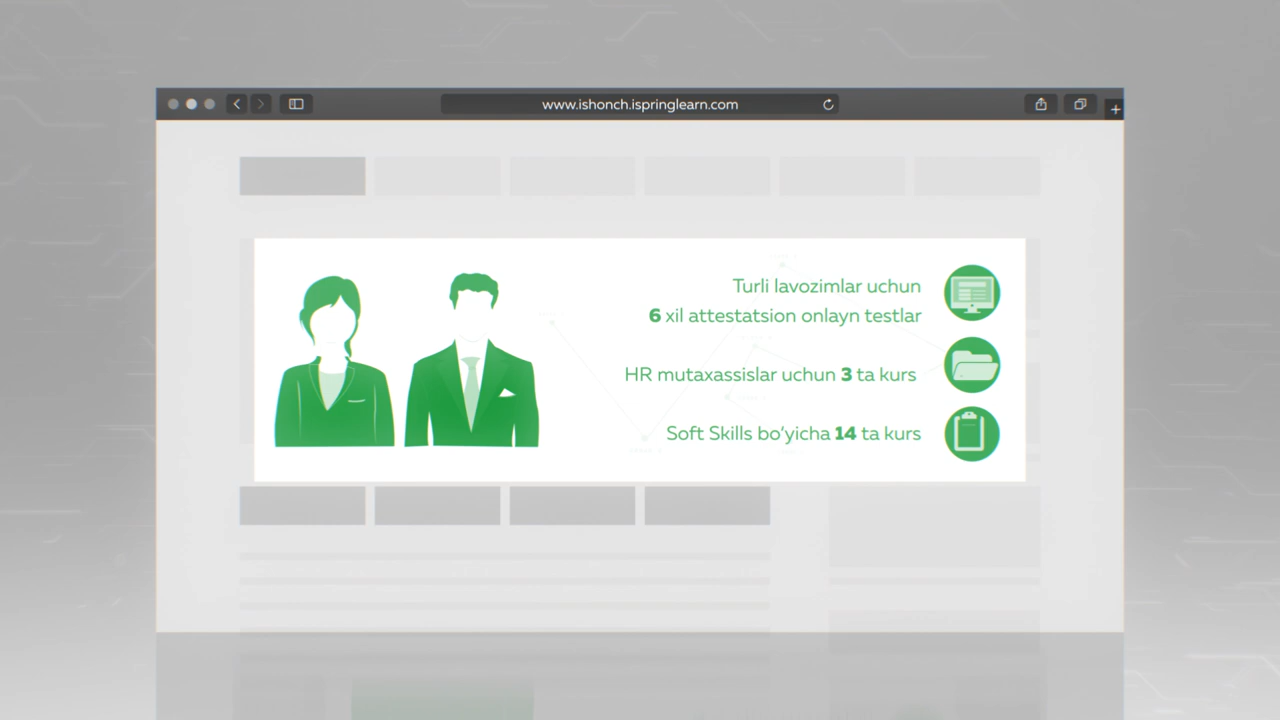 www.ishonch.ispringlearn.com
Turli lavozimlar uchun
6 xil attestatsion onlayn testlar
HR mutaxassislar uchun 3 ta kurs
Soft Skills bo‘yicha 14 ta kurs